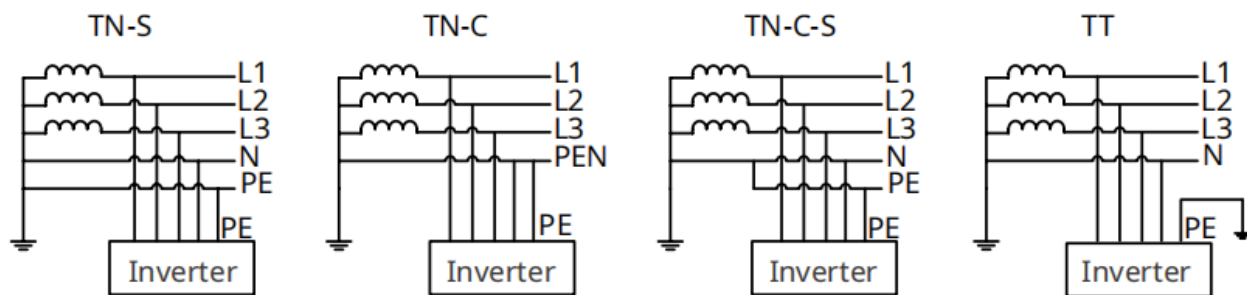 TN-S
L1
L2
L3
N
PE
PE
Inverter
TN-C
L1
L2
L3
PEN
PE
Inverter
TN-C-S
L1
L2
L3
N
PE
PE
Inverter
TT
L1
L2
L3
N
PE
Inverter